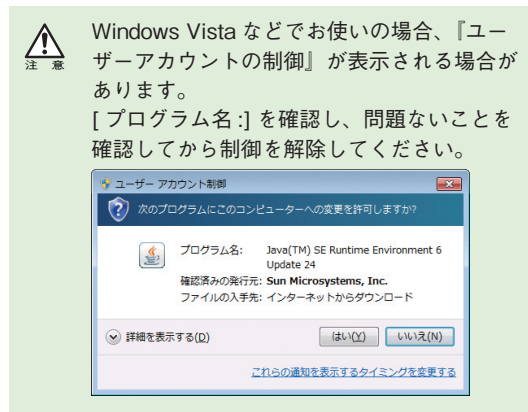 Windows Vista などでお使いの場合、『ユー
ザーアカウントの制御』が表示される場合が
あります。
注 意
[ プログラム名 :] を確認し、問題ないことを
確認してから制御を解除してください。
ユーザー アカウント制御
次のプログラムにこのコンピューターへの変更を許可しますか?
プログラム名: Java(TM) SE Runtime Environment 6
Update 24
確認済みの発行元: Sun Microsystems, Inc.
ファイルの入手先: インターネットからダウンロード
詳細を表示する(D)
はい(Y)
いいえ(N)
これらの通知を表示するタイミングを変更する